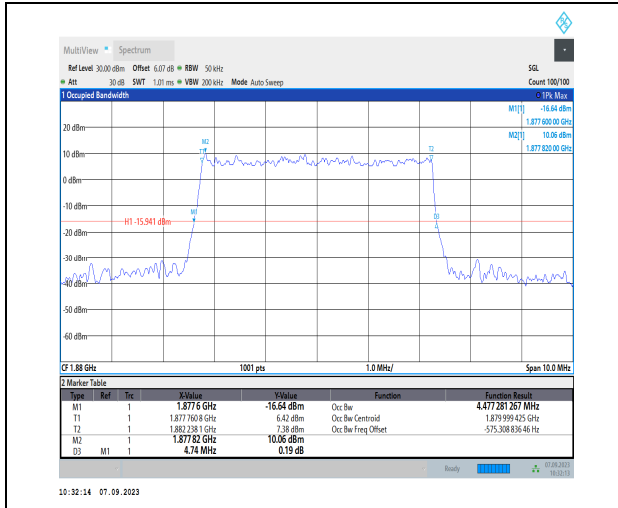 MultiView Spectrum
Ref Level 30.00 dBm Offset 6.07 dB RBW 50 kHz SGL
Att 30 dB SWT 1.01 ms VBW 200 kHz Mode Auto Sweep Count 100/100
1 Occupied Bandwidth 1Pk Max
M1[1] -16.64 dBm
1.877 600 00 GHz
M2[1] 10.06 dBm
1.877 820 00 GHz
20 dBm
M2
T1
T2
10 dBm
0 dBm
-10 dBm
M1
D3
H1 -15.941 dBm
-20 dBm
-30 dBm
-40 dBm
-50 dBm
-60 dBm
CF 1.88 GHz 1001 pts 1.0 MHz/ Span 10.0 MHz
2 Marker Table
Type Ref Trc X-Value Y-Value Function Function Result
M1 1 1.877 6 GHz -16.64 dBm Occ Bw 4.477 281 267 MHz
T1 1 1.877 760 8 GHz 6.42 dBm Occ Bw Centroid 1.879 999 425 GHz
T2 1 1.882 238 1 GHz 7.38 dBm Occ Bw Freq Offset -575.308 836 46 Hz
M2 1 1.877 82 GHz 10.06 dBm
D3 M1 1 4.74 MHz 0.19 dB
Ready 07.09.2023
10:32:13
10:32:14 07.09.2023